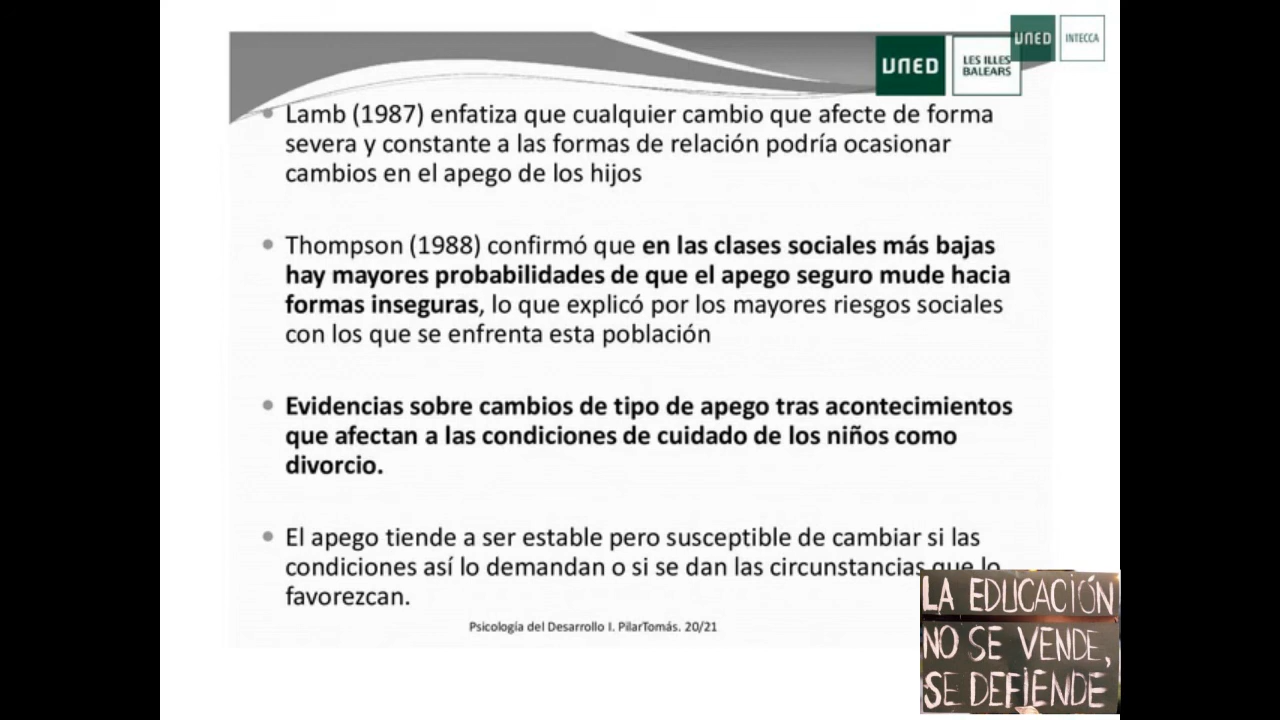 UNED
INTECCA
UNED
LES ILLES
BALEARS
Lamb (1987) enfatiza que cualquier cambio que afecte de forma
severa y constante a las formas de relación podría ocasionar
cambios en el apego de los hijos
Thompson (1988) confirmó que en las clases sociales más bajas
hay mayores probabilidades de que el apego seguro mude hacia
formas inseguras, lo que explicó por los mayores riesgos sociales
con los que se enfrenta esta población
Evidencias sobre cambios de tipo de apego tras acontecimientos
que afectan a las condiciones de cuidado de los niños como
divorcio.
El apego tiende a ser estable pero susceptible de cambiar si las
condiciones así lo demandan o si se dan las circunstancias que lo
favorezcan.
Psicología del Desarrollo I. PilarTomás. 20/21
LA EDUCACIÓN
NO SE VENDE,
SE DEFIENDE